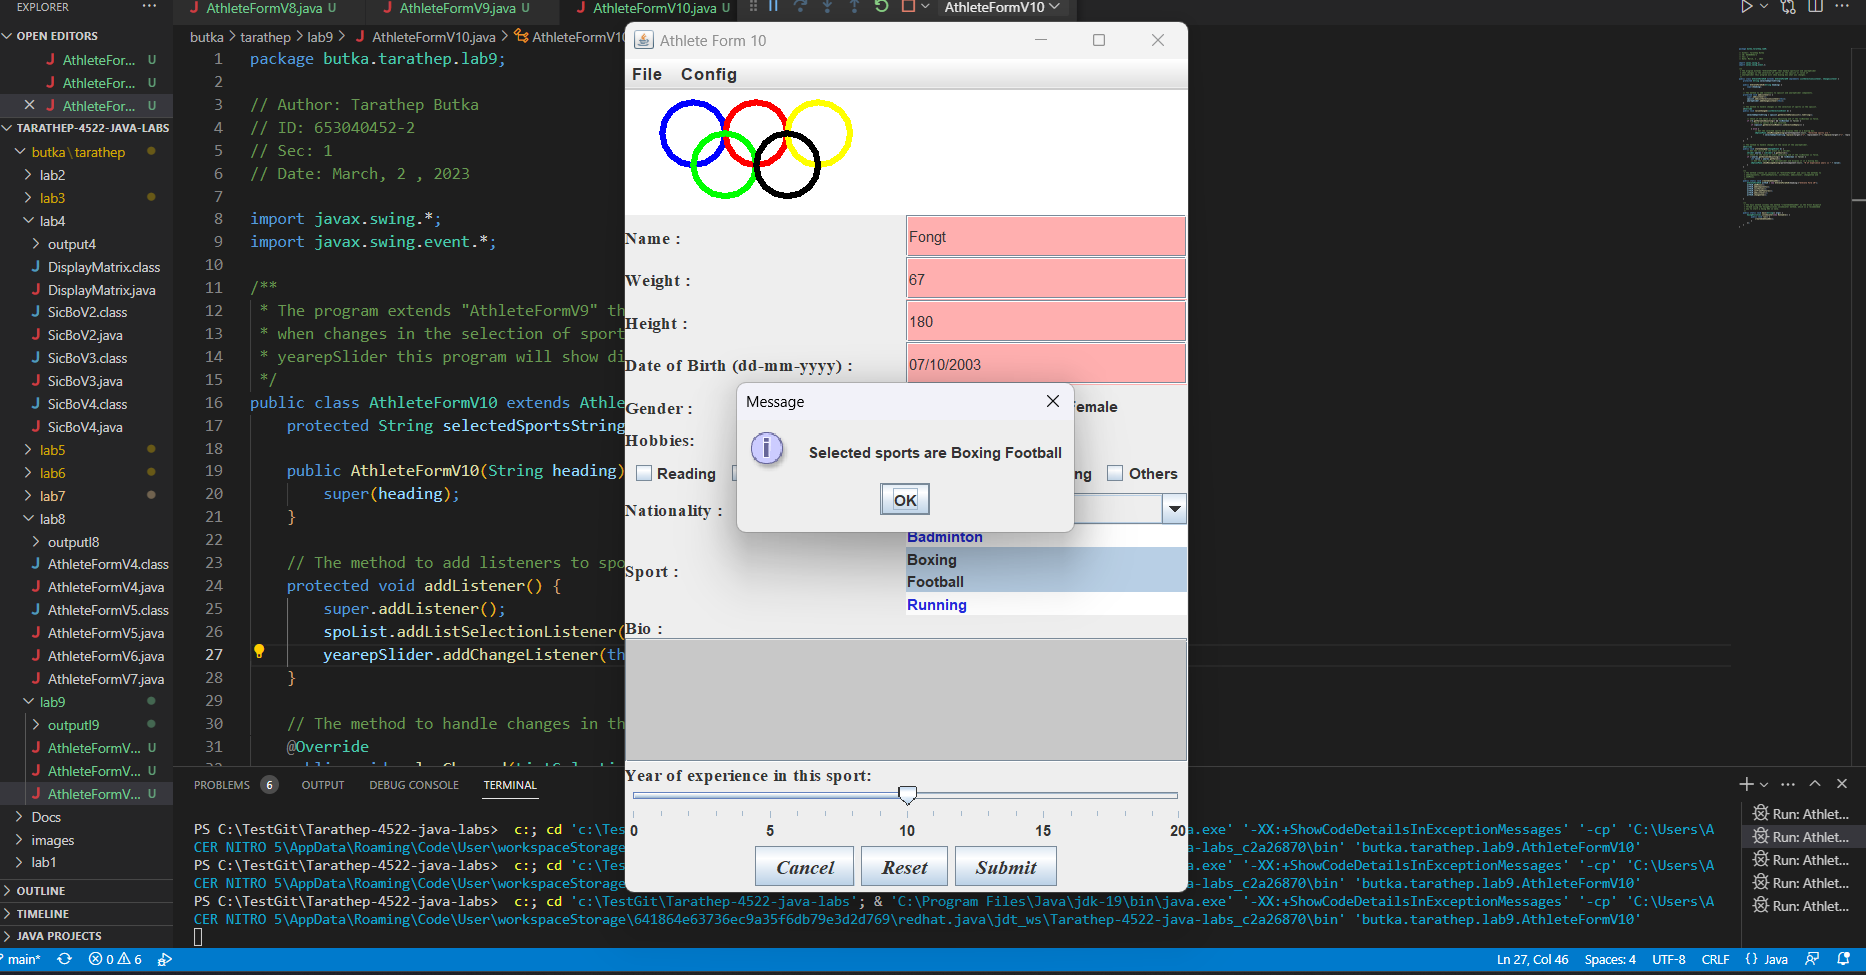 EXPLORER
OPEN EDITORS
AthleteFor... U
AthleteFor... U
AthleteFor... U
TARATHEP-4522-JAVA-LABS
butka\tarathep
lab2
lab3
lab4
output4
DisplayMatrix.class
DisplayMatrix.java
SicBoV2.class
SicBoV2.java
SicBoV3.class
SicBoV3.java
SicBoV4.class
SicBoV4.java
lab5
lab6
lab7
lab8
outputl8
AthleteFormV4.class
AthleteFormV4.java
AthleteFormV5.class
AthleteFormV5.java
AthleteFormV6.java
AthleteFormV7.java
lab9
outputl9
AthleteFormV... U
AthleteFormV... U
AthleteFormV... U
Docs
images
lab1
OUTLINE
TIMELINE
JAVA PROJECTS
AthleteFormV8.java U
AthleteFormV9.java U
AthleteFormV10.java U
AthleteFormV10
butka > tarathep > lab9 > AthleteFormV10.java > AthleteFormV10
1 package butka.tarathep.lab9;
2
3 // Author: Tarathep Butka
4 // ID: 653040452-2
5 // Sec: 1
6 // Date: March, 2 , 2023
7
8 import javax.swing.*;
9 import javax.swing.event.*;
10
11 /**
12 * The program extends "AthleteFormV9" th
13 * when changes in the selection of sport
14 * yearepSlider this program will show di
15 */
16 public class AthleteFormV10 extends Athle
17 protected String selectedSportsString
18
19 public AthleteFormV10(String heading)
20 super(heading);
21 }
22
23 // The method to add listeners to spo
24 protected void addListener() {
25 super.addListener();
26 spoList.addListSelectionListener(
27 yearepSlider.addChangeListener(th
28 }
29
30 // The method to handle changes in th
31 @Override
Athlete Form 10
File Config
Name : Fongt
Weight : 67
Height : 180
Date of Birth (dd-mm-yyyy) : 07/10/2003
Gender : emale
Hobbies:
Reading ng Others
Nationality :
Sport :
Badminton
Boxing
Football
Running
Bio :
Year of experience in this sport:
0 5 10 15 20
Cancel Reset Submit
Message
Selected sports are Boxing Football
OK
PROBLEMS 6 OUTPUT DEBUG CONSOLE TERMINAL
PS C:\TestGit\Tarathep-4522-java-labs> c:; cd 'c:\Tes a.exe' '-XX:+ShowCodeDetailsInExceptionMessages' '-cp' 'C:\Users\A
CER NITRO 5\AppData\Roaming\Code\User\workspaceStorage a-labs_c2a26870\bin' 'butka.tarathep.lab9.AthleteFormV10'
PS C:\TestGit\Tarathep-4522-java-labs> c:; cd 'c:\Tes a.exe' '-XX:+ShowCodeDetailsInExceptionMessages' '-cp' 'C:\Users\A
CER NITRO 5\AppData\Roaming\Code\User\workspaceStorage a-labs_c2a26870\bin' 'butka.tarathep.lab9.AthleteFormV10'
PS C:\TestGit\Tarathep-4522-java-labs> c:; cd 'c:\TestGit\Tarathep-4522-java-labs'; & 'C:\Program Files\Java\jdk-19\bin\java.exe' '-XX:+ShowCodeDetailsInExceptionMessages' '-cp' 'C:\Users\A
CER NITRO 5\AppData\Roaming\Code\User\workspaceStorage\641864e63736ec9a35f6db79e3d2d769\redhat.java\jdt_ws\Tarathep-4522-java-labs_c2a26870\bin' 'butka.tarathep.lab9.AthleteFormV10'
Run: Athlet...
Run: Athlet...
Run: Athlet...
Run: Athlet...
Run: Athlet...
main* 0 6
Ln 27, Col 46 Spaces: 4 UTF-8 CRLF {} Java